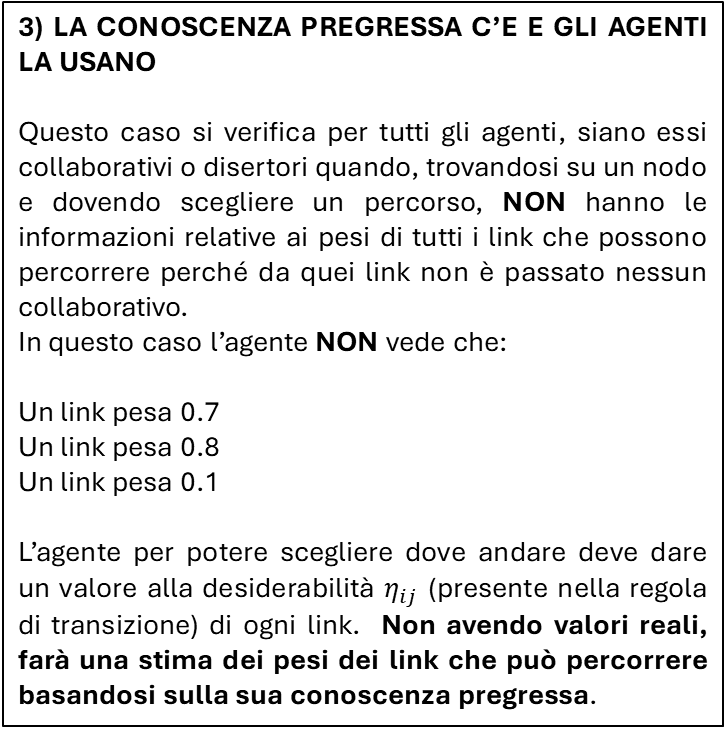 3) LA CONOSCENZA PREGRESSA C’E E GLI AGENTI
LA USANO
Questo caso si verifica per tutti gli agenti, siano essi
collaborativi o disertori quando, trovandosi su un nodo
e dovendo scegliere un percorso, NON hanno le
informazioni relative ai pesi di tutti i link che possono
percorrere perché da quei link non è passato nessun
collaborativo.
In questo caso l’agente NON vede che:
Un link pesa 0.7
Un link pesa 0.8
Un link pesa 0.1
L’agente per potere scegliere dove andare deve dare
un valore alla desiderabilità η_ij (presente nella regola
di transizione) di ogni link. Non avendo valori reali,
farà una stima dei pesi dei link che può percorrere
basandosi sulla sua conoscenza pregressa.